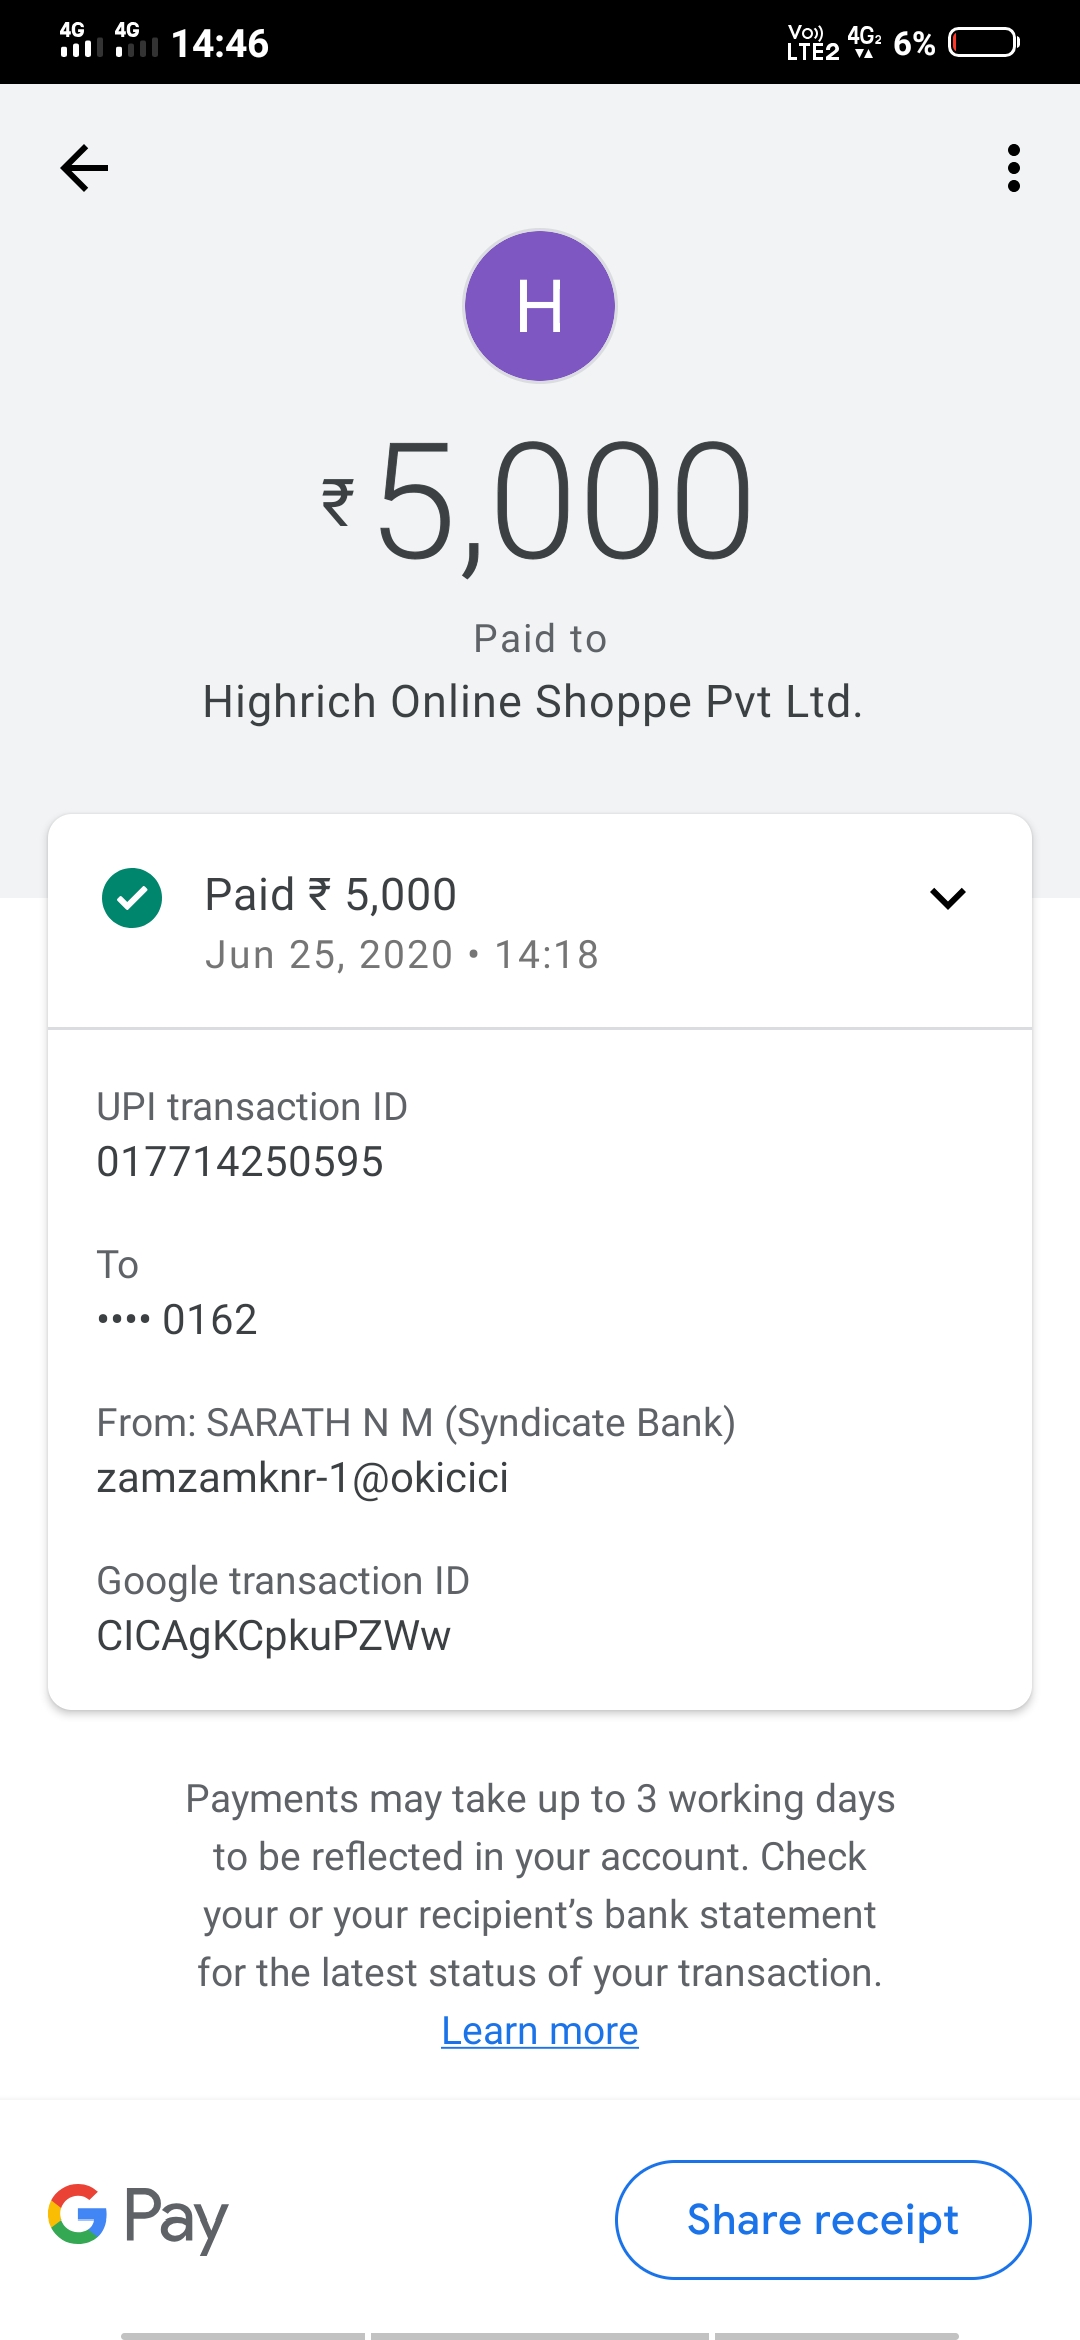 4G 4G 14:46 Vo)) LTE2 4G2 6%
H
₹5,000
Paid to
Highrich Online Shoppe Pvt Ltd.
Paid ₹ 5,000
Jun 25, 2020 • 14:18
UPI transaction ID
017714250595
To
•••• 0162
From: SARATH N M (Syndicate Bank)
zamzamknr-1@okicici
Google transaction ID
CICAgKCpkuPZWw
Payments may take up to 3 working days
to be reflected in your account. Check
your or your recipient’s bank statement
for the latest status of your transaction.
Learn more
G Pay
Share receipt